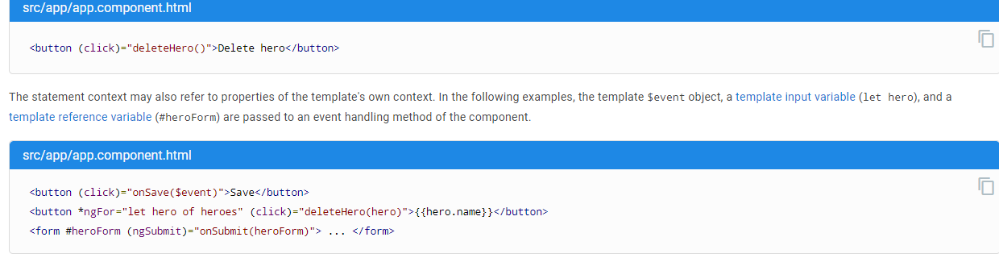 src/app/app.component.html
<button (click)="deleteHero()">Delete hero</button>
The statement context may also refer to properties of the template's own context. In the following examples, the template $event object, a template input variable (let hero), and a
template reference variable (#heroForm) are passed to an event handling method of the component.
src/app/app.component.html
<button (click)="onSave($event)">Save</button>
<button *ngFor="let hero of heroes" (click)="deleteHero(hero)">{{hero.name}}</button>
<form #heroForm (ngSubmit)="onSubmit(heroForm)"> ... </form>